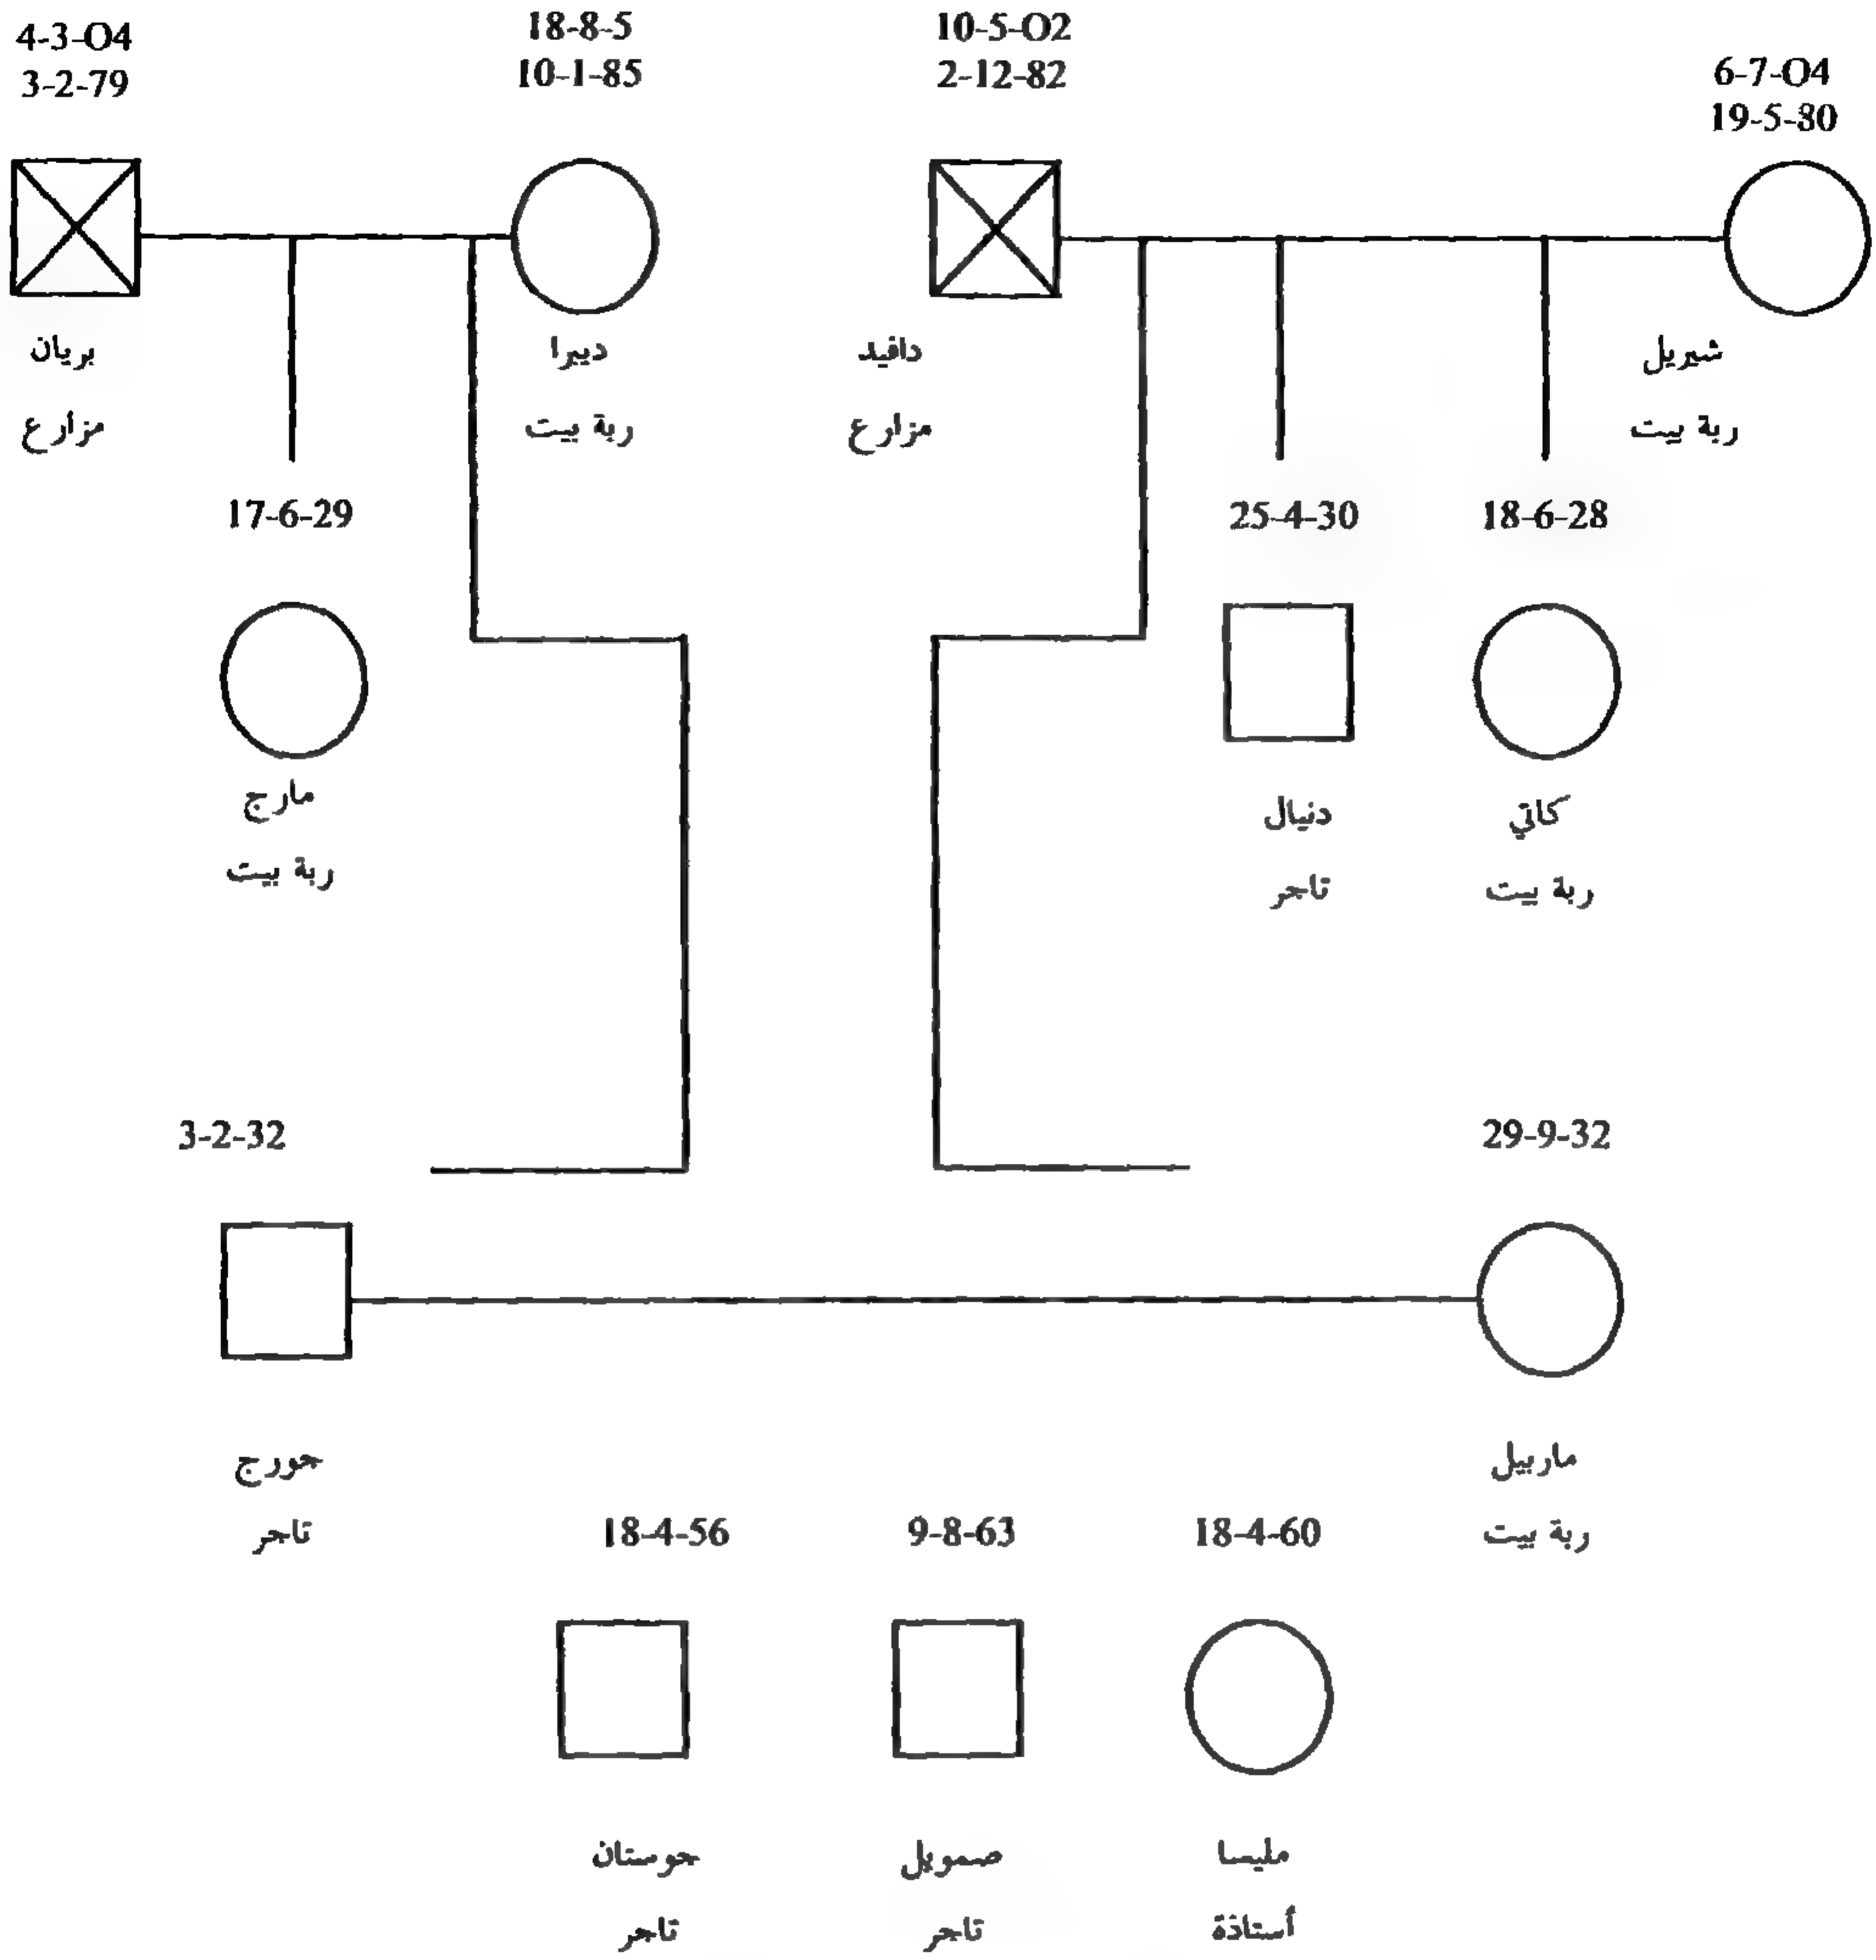 4-3-O4
3-2-79
18-8-5
10-1-85
10-5-O2
2-12-82
6-7-O4
19-5-80
بريان
مزارع
ديبرا
ربة بيت
دافيد
مزارع
شيريل
ربة بيت
17-6-29
25-4-30
18-6-28
مارج
ربة بيت
دنيال
تاجر
كاتي
ربة بيت
3-2-32
29-9-32
جورج
تاجر
ماربيل
ربة بيت
18-4-56
9-8-63
18-4-60
جوستان
تاجر
صمويل
تاجر
مليسا
أستاذة